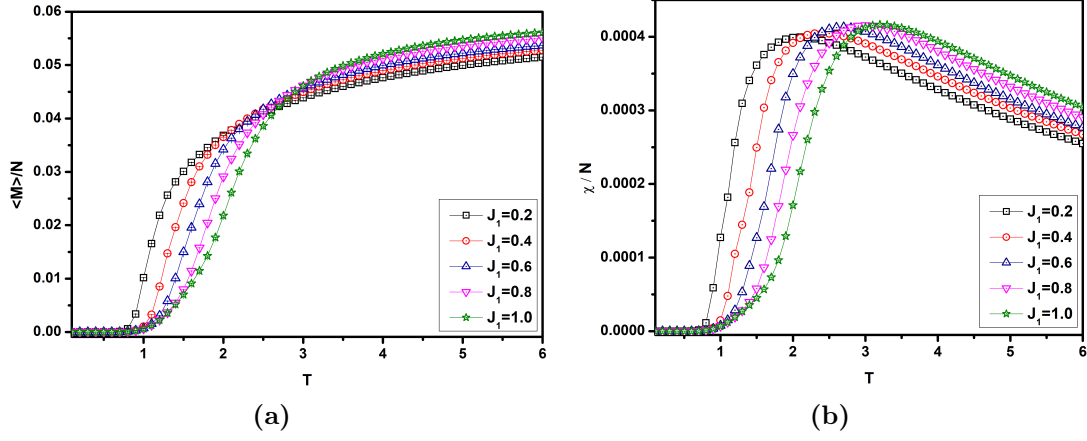 (a)
<M>/N
0.06
0.05
0.04
0.03
0.02
0.01
0.00
J₁=0.2
J₁=0.4
J₁=0.6
J₁=0.8
J₁=1.0
1 2 3 4 5 6
T
(b)
χ / N
0.0004
0.0003
0.0002
0.0001
0.0000
J₁=0.2
J₁=0.4
J₁=0.6
J₁=0.8
J₁=1.0
1 2 3 4 5 6
T
(a) (b)